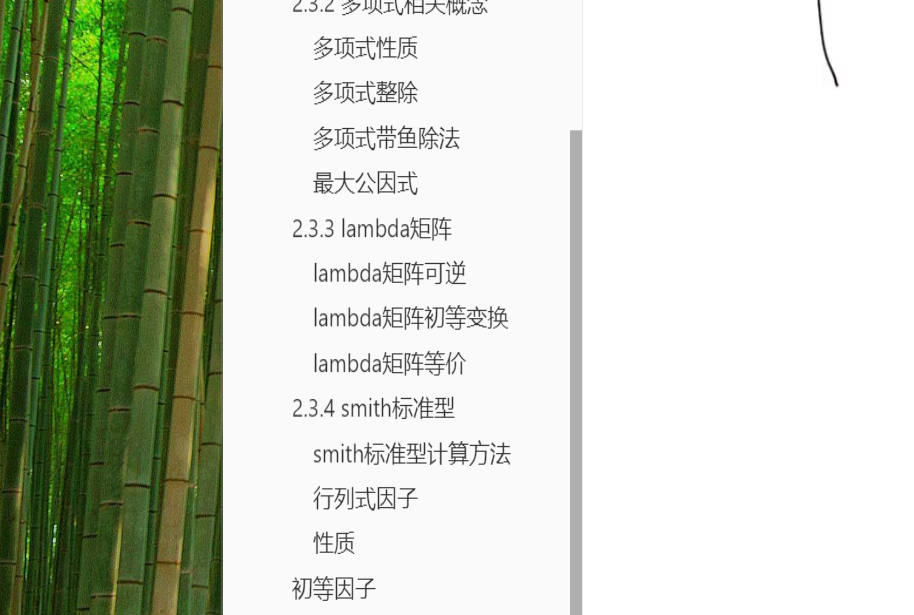 2.3.2 多项式相关概念
多项式性质
多项式整除
多项式带鱼除法
最大公因式
2.3.3 lambda矩阵
lambda矩阵可逆
lambda矩阵初等变换
lambda矩阵等价
2.3.4 smith标准型
smith标准型计算方法
行列式因子
性质
初等因子